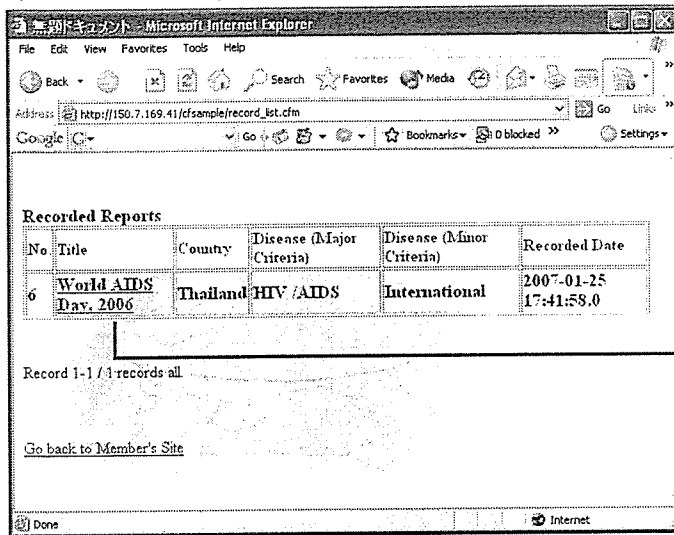 無題ドキュメント - Microsoft Internet Explorer
File Edit View Favorites Tools Help
Back Search Favorites Media »
Address http://150.7.169.41/cfsample/record_list.cfm Go Links »
Google G Go Bookmarks 0 blocked » Settings
Recorded Reports
No. Title Country Disease (Major Criteria) Disease (Minor Criteria) Recorded Date
6 World AIDS Day, 2006 Thailand HIV /AIDS International 2007-01-25 17:41:58.0
Record 1-1 / 1 records all.
Go back to Member's Site
Done Internet